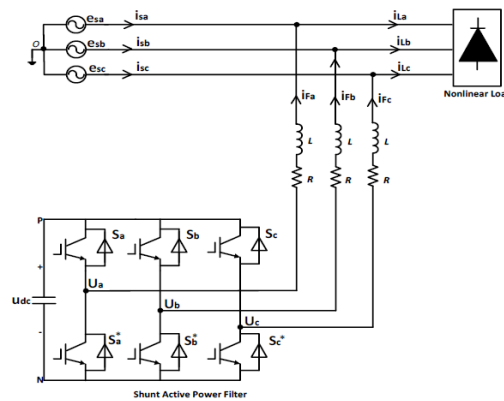 esa
isa
iLa
O
esb
isb
iLb
esc
isc
iLc
Nonlinear Load
iFa
iFb
iFc
L
L
L
R
R
R
P
Sa
Sb
Sc
+
Ua
udc
Ub
-
Uc
Sa*
Sb*
Sc*
N
Shunt Active Power Filter